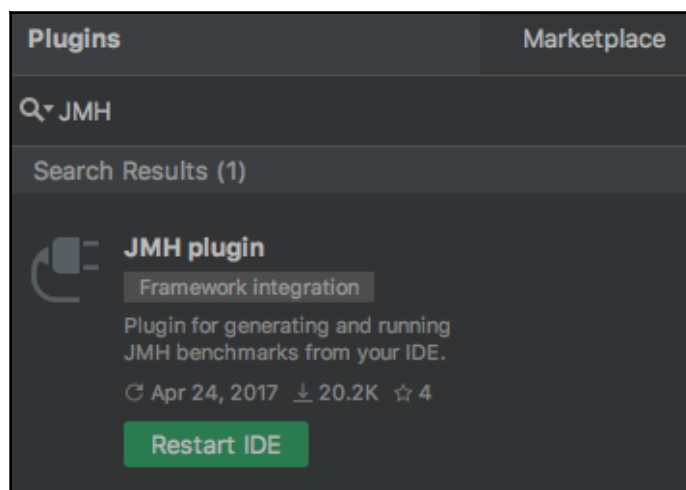 Plugins Marketplace
JMH
Search Results (1)
JMH plugin
Framework integration
Plugin for generating and running
JMH benchmarks from your IDE.
Apr 24, 2017 20.2K 4
Restart IDE